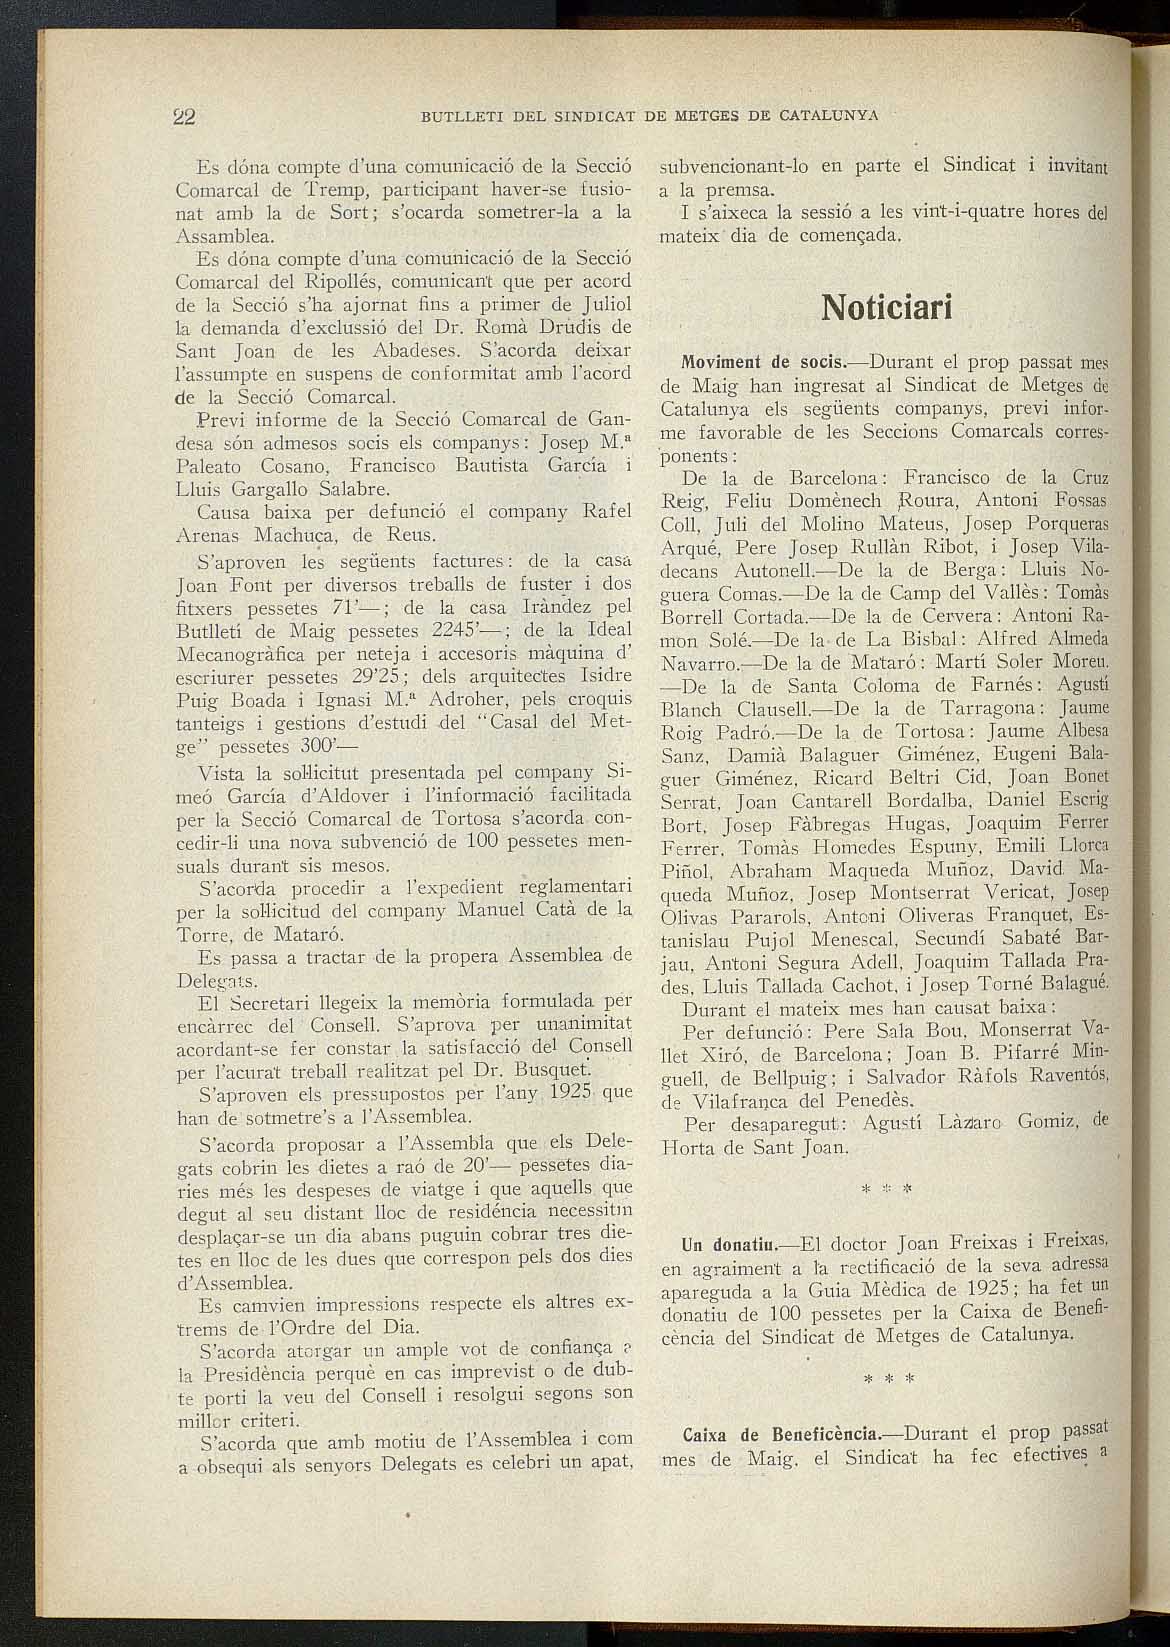 22
BUTLLETI DEL SINDICAT DE METGES DE CATALUNYA
Es dóna compte d'una comunicació de la Secció
Comarcal de Tremp, participant haver-se fusio-
nat amb la de Sort; s'ocarda sometrer-la a la
Assamblea.
Es dóna compte d'una comunicació de la Secció
Comarcal del Ripollés, comunicant que per acord
de la Secció s'ha ajornat fins a primer de Juliol
la demanda d'exclussió del Dr. Romà Drudis de
Sant Joan de les Abadeses. S'acorda deixar
l'assumpte en suspens de conformitat amb l'acord
de la Secció Comarcal.
Previ informe de la Secció Comarcal de Gan-
desa són admesos socis els companys: Josep M.ª
Paleato Cosano, Francisco Bautista García i
Lluis Gargallo Salabre.
Causa baixa per defunció el company Rafel
Arenas Machuca, de Reus.
S'aproven les següents factures: de la casa
Joan Font per diversos treballs de fuster i dos
fitxers pessetes 71'—; de la casa Iràndez pel
Butlletí de Maig pessetes 2245'—; de la Ideal
Mecanogràfica per neteja i accesoris màquina d'
escriurer pessetes 29'25; dels arquitectes Isidre
Puig Boada i Ignasi M.ª Adroher, pels croquis
tanteigs i gestions d'estudi del "Casal del Met-
ge" pessetes 300'—
Vista la sol·licitut presentada pel company Si-
meó García d'Aldover i l'informació facilitada
per la Secció Comarcal de Tortosa s'acorda con-
cedir-li una nova subvenció de 100 pessetes men-
suals durant sis mesos.
S'acorda procedir a l'expedient reglamentari
per la sol·licitud del company Manuel Catà de la
Torre, de Mataró.
Es passa a tractar de la propera Assemblea de
Delegats.
El Secretari llegeix la memòria formulada per
encàrrec del Consell. S'aprova per unanimitat
acordant-se fer constar la satisfacció del Consell
per l'acurat treball realitzat pel Dr. Busquet.
S'aproven els pressupostos per l'any 1925 que
han de sotmetre's a l'Assemblea.
S'acorda proposar a l'Assembla que els Dele-
gats cobrin les dietes a raó de 20'— pessetes dia-
ries més les despeses de viatge i que aquells que
degut al seu distant lloc de residéncia necessitin
desplaçar-se un dia abans puguin cobrar tres die-
tes en lloc de les dues que correspon pels dos dies
d'Assemblea.
Es camvien impressions respecte els altres ex-
trems de l'Ordre del Dia.
S'acorda atorgar un ample vot de confiança a
la Presidència perquè en cas imprevist o de dub-
te porti la veu del Consell i resolgui segons son
millor criteri.
S'acorda que amb motiu de l'Assemblea i com
a obsequi als senyors Delegats es celebri un apat,
subvencionant-lo en parte el Sindicat i invitant
a la premsa.
I s'aixeca la sessió a les vint-i-quatre hores del
mateix dia de començada.
Noticiari
Moviment de socis.—Durant el prop passat mes
de Maig han ingresat al Sindicat de Metges de
Catalunya els següents companys, previ infor-
me favorable de les Seccions Comarcals corres-
ponents:
De la de Barcelona: Francisco de la Cruz
Reig, Feliu Domènech Roura, Antoni Fossas
Coll, Juli del Molino Mateus, Josep Porqueras
Arqué, Pere Josep Rullàn Ribot, i Josep Vila-
decans Autonell.—De la de Berga: Lluis No-
guera Comas.—De la de Camp del Vallès: Tomàs
Borrell Cortada.—De la de Cervera: Antoni Ra-
mon Solé.—De la de La Bisbal: Alfred Almeda
Navarro.—De la de Mataró: Martí Soler Moreu.
—De la de Santa Coloma de Farnés: Agustí
Blanch Clausell.—De la de Tarragona: Jaume
Roig Padró.—De la de Tortosa: Jaume Albesa
Sanz, Damià Balaguer Giménez, Eugeni Bala-
guer Giménez, Ricard Beltri Cid, Joan Bonet
Serrat, Joan Cantarell Bordalba, Daniel Escrig
Bort, Josep Fàbregas Hugas, Joaquim Ferrer
Ferrer, Tomàs Homedes Espuny, Emili Llorca
Piñol, Abraham Maqueda Muñoz, David Ma-
queda Muñoz, Josep Montserrat Vericat, Josep
Olivas Pararols, Antoni Oliveras Franquet, Es-
tanislau Pujol Menescal, Secundí Sabaté Bar-
jau, Antoni Segura Adell, Joaquim Tallada Pra-
des, Lluis Tallada Cachot, i Josep Torné Balagué.
Durant el mateix mes han causat baixa:
Per defunció: Pere Sala Bou, Monserrat Va-
llet Xiró, de Barcelona; Joan B. Pifarré Min-
guell, de Bellpuig; i Salvador Ràfols Raventós,
de Vilafranca del Penedès.
Per desaparegut: Agustí Làzaro Gomiz, de
Horta de Sant Joan.
* * *
Un donatiu.—El doctor Joan Freixas i Freixas,
en agraiment a la rectificació de la seva adressa
apareguda a la Guia Mèdica de 1925; ha fet un
donatiu de 100 pessetes per la Caixa de Benefi-
cència del Sindicat de Metges de Catalunya.
* * *
Caixa de Beneficència.—Durant el prop passat
mes de Maig, el Sindicat ha fec efectives a